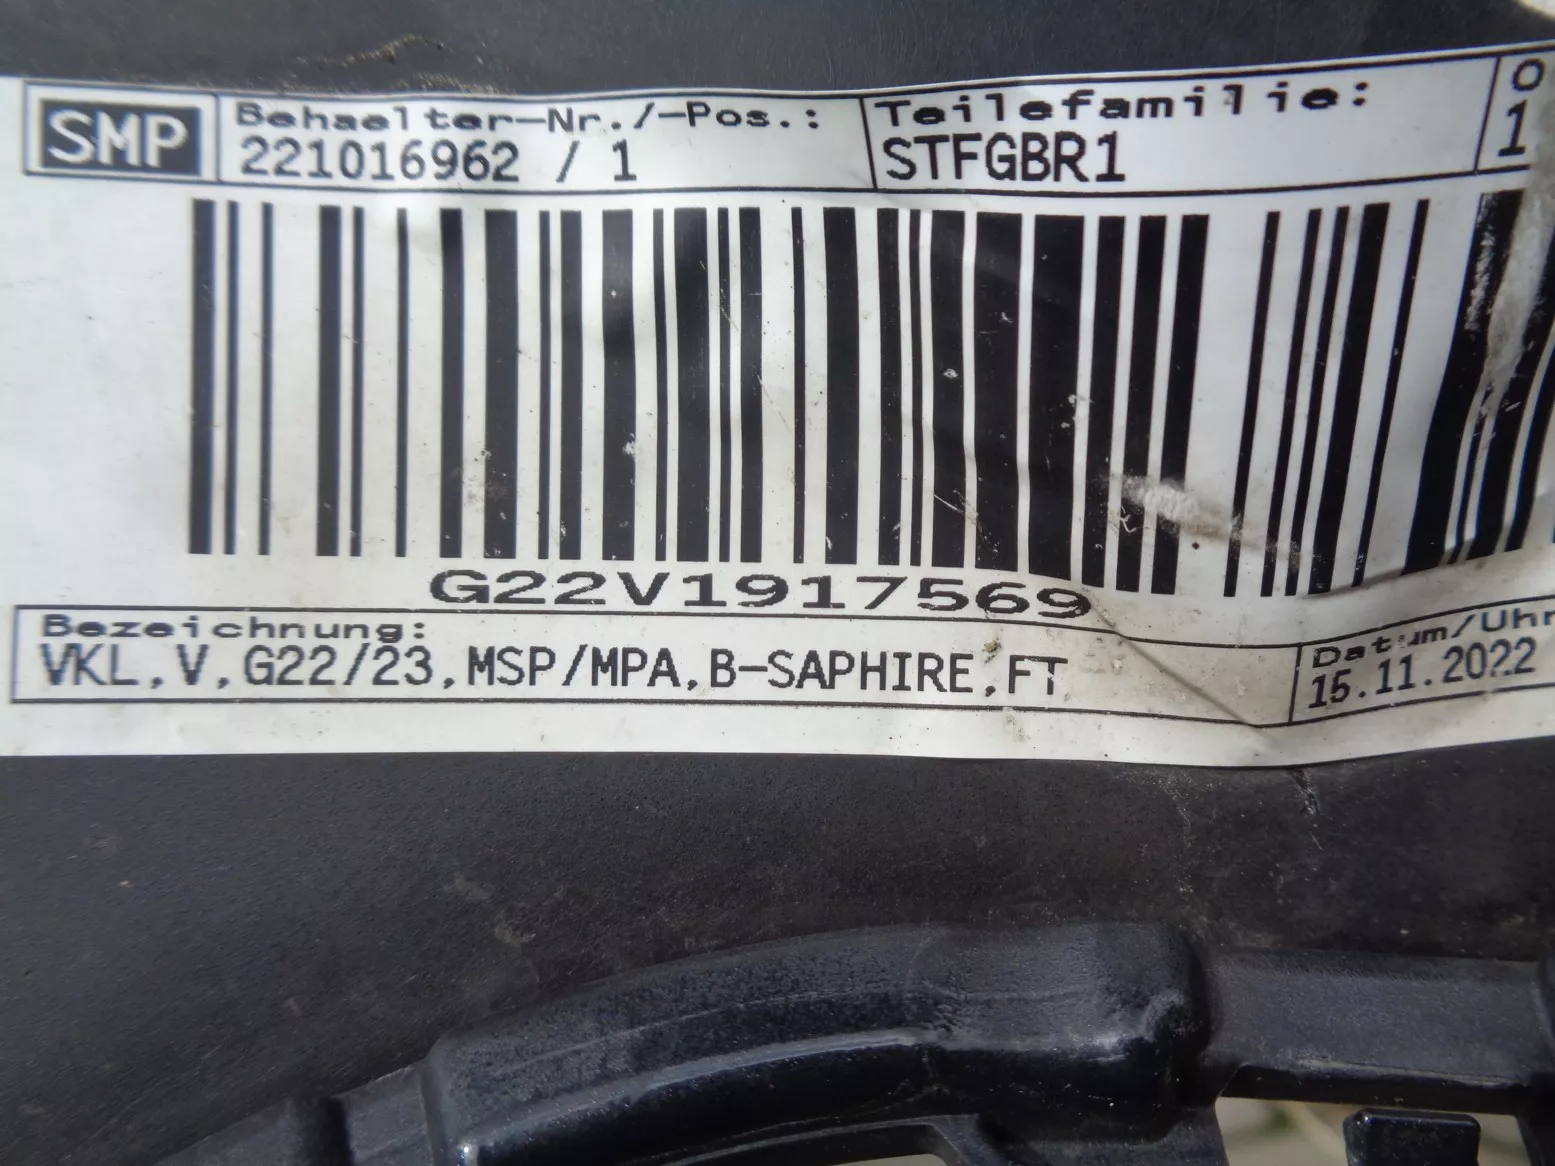 SMP
Behaelter-Nr./-Pos.:
221016962 / 1
Teilefamilie:
STFGBR1
O
1
G22V1917569
Bezeichnung:
VKL,V,G22/23,MSP/MPA,B-SAPHIRE,FT
Datum/Uhr
15.11.2022